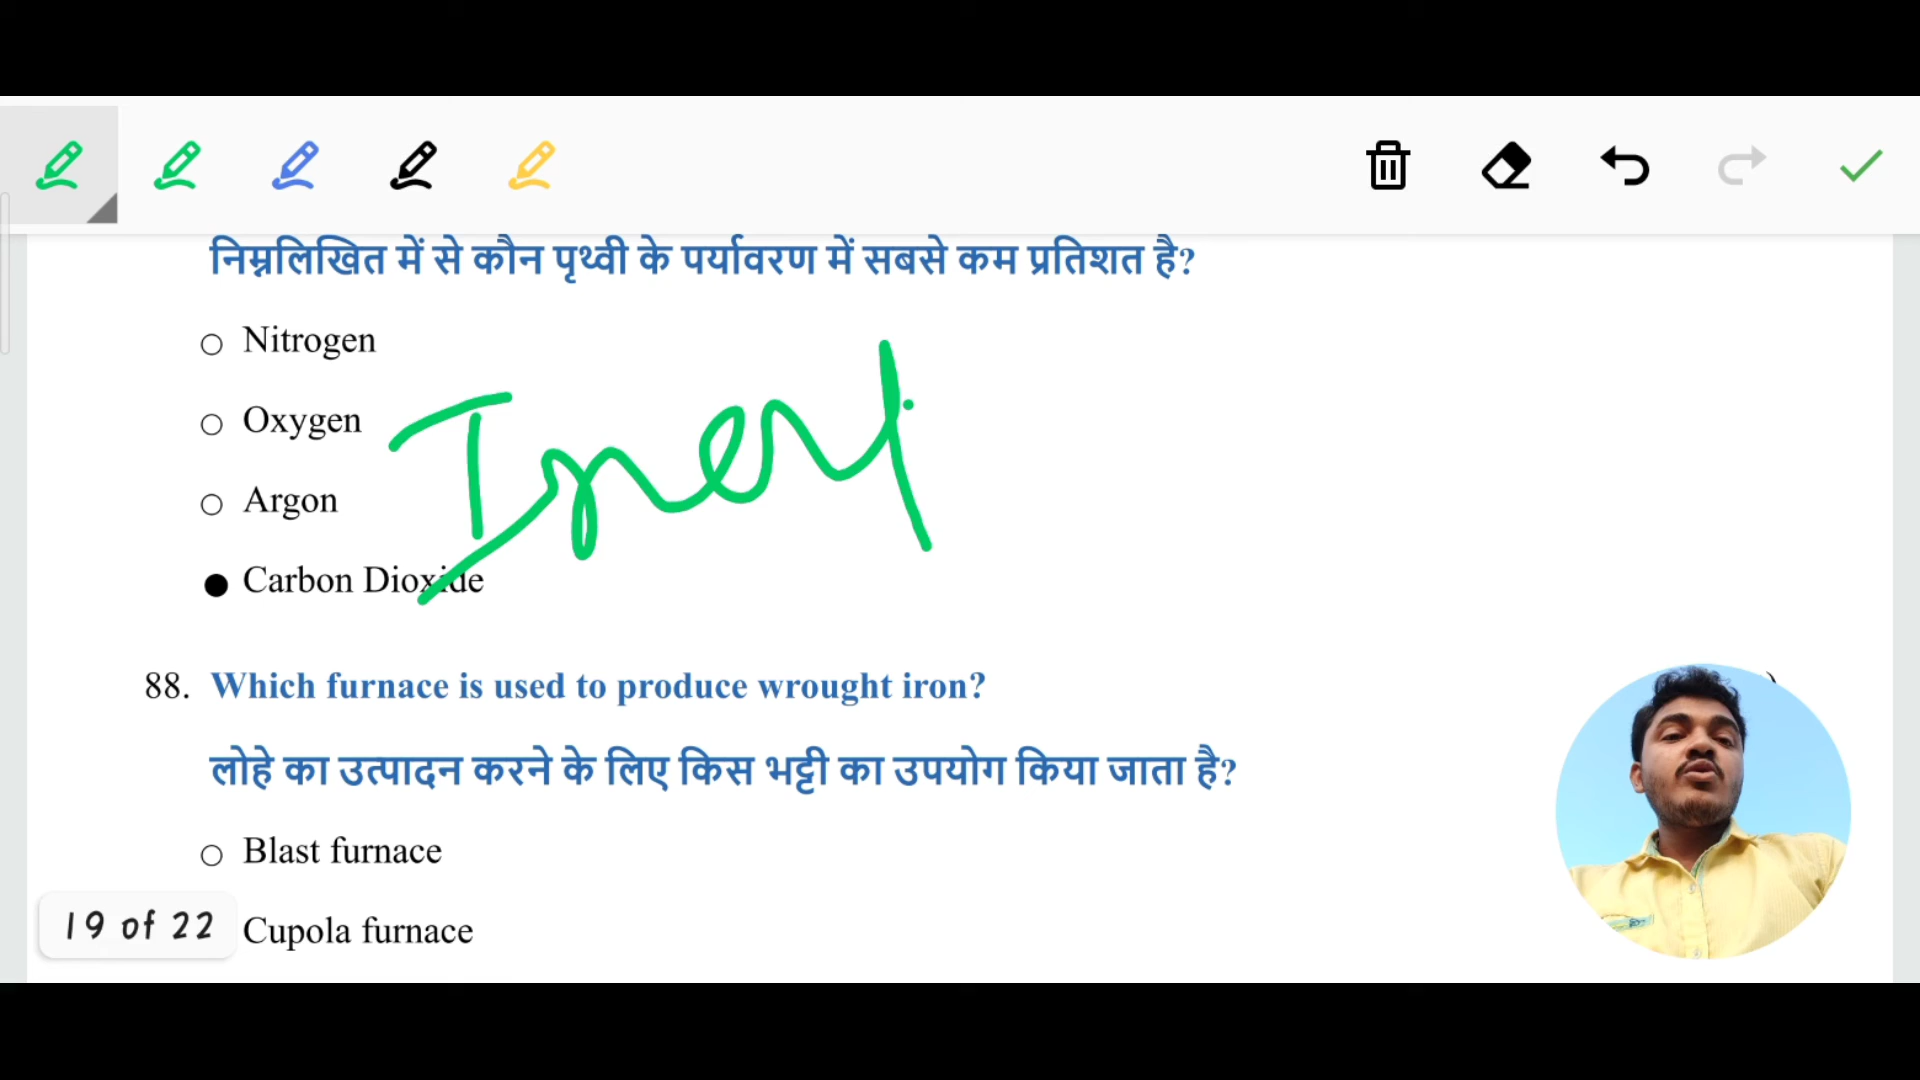 निम्नलिखित में से कौन पृथ्वी के पर्यावरण में सबसे कम प्रतिशत है?
Nitrogen
Oxygen
Argon
Carbon Dioxide
Inert
88. Which furnace is used to produce wrought iron?
लोहे का उत्पादन करने के लिए किस भट्टी का उपयोग किया जाता है?
Blast furnace
Cupola furnace
19 of 22